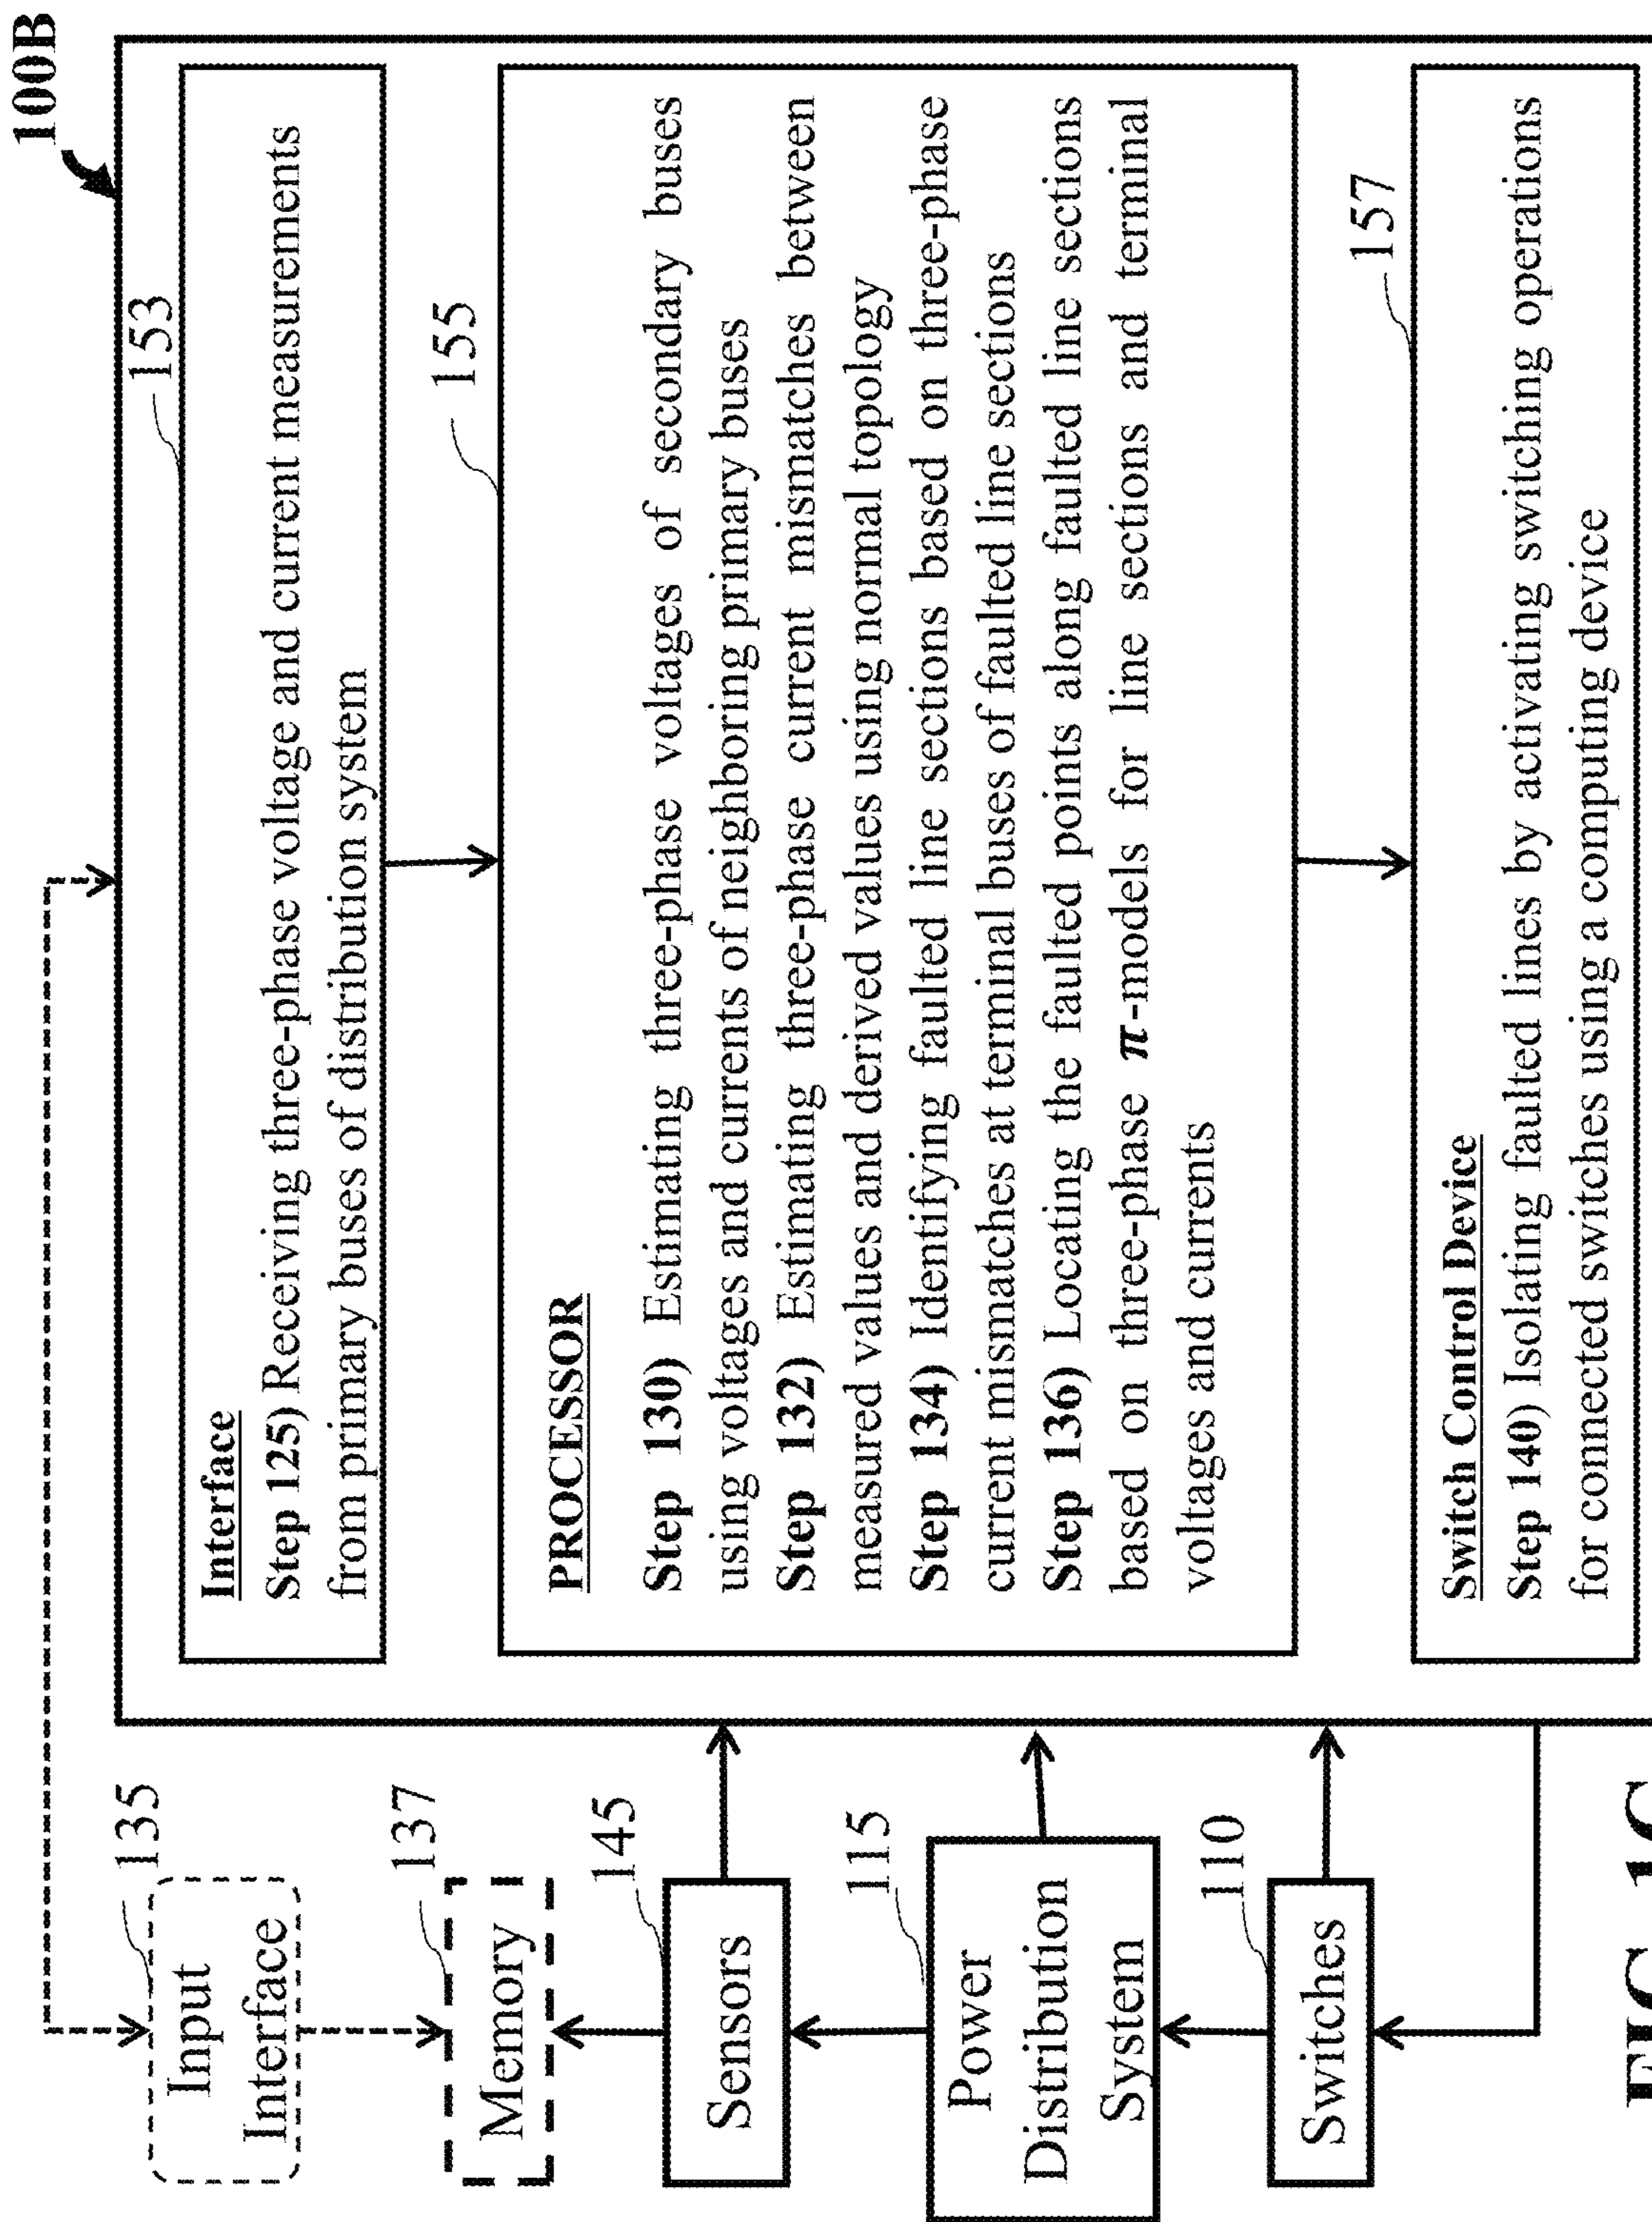 100B
135
Input
Interface
137
Memory
145
Sensors
115
Power
Distribution
System
110
Switches
153
Interface
Step 125) Receiving three-phase voltage and current measurements
from primary buses of distribution system
155
PROCESSOR
Step 130) Estimating three-phase voltages of secondary buses
using voltages and currents of neighboring primary buses
Step 132) Estimating three-phase current mismatches between
measured values and derived values using normal topology
Step 134) Identifying faulted line sections based on three-phase
current mismatches at terminal buses of faulted line sections
Step 136) Locating the faulted points along faulted line sections
based on three-phase π-models for line sections and terminal
voltages and currents
157
Switch Control Device
Step 140) Isolating faulted lines by activating switching operations
for connected switches using a computing device
FIG 1C